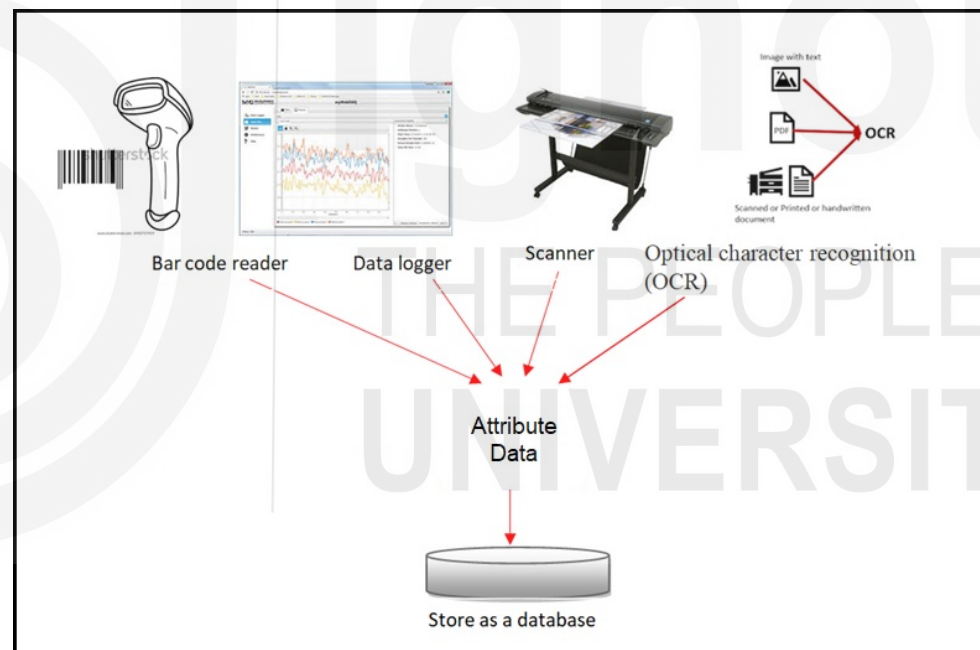 Image with text
PDF
OCR
Scanned or Printed or handwritten
document
shutterstock
Bar code reader
Data logger
Scanner
Optical character recognition
(OCR)
Attribute
Data
Store as a database
THE PEOPLE
UNIVERSIT